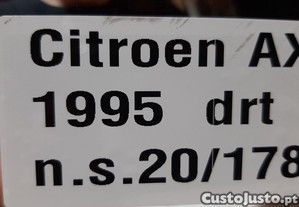 Citroen AX
1995 drt
n.s.20/178
CustoJusto.pt